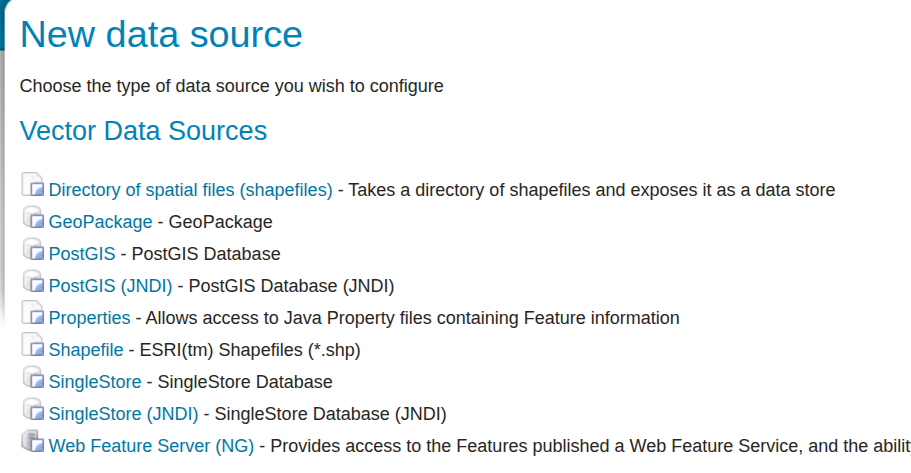 New data source
Choose the type of data source you wish to configure
Vector Data Sources
Directory of spatial files (shapefiles) - Takes a directory of shapefiles and exposes it as a data store
GeoPackage - GeoPackage
PostGIS - PostGIS Database
PostGIS (JNDI) - PostGIS Database (JNDI)
Properties - Allows access to Java Property files containing Feature information
Shapefile - ESRI(tm) Shapefiles (*.shp)
SingleStore - SingleStore Database
SingleStore (JNDI) - SingleStore Database (JNDI)
Web Feature Server (NG) - Provides access to the Features published a Web Feature Service, and the abilit